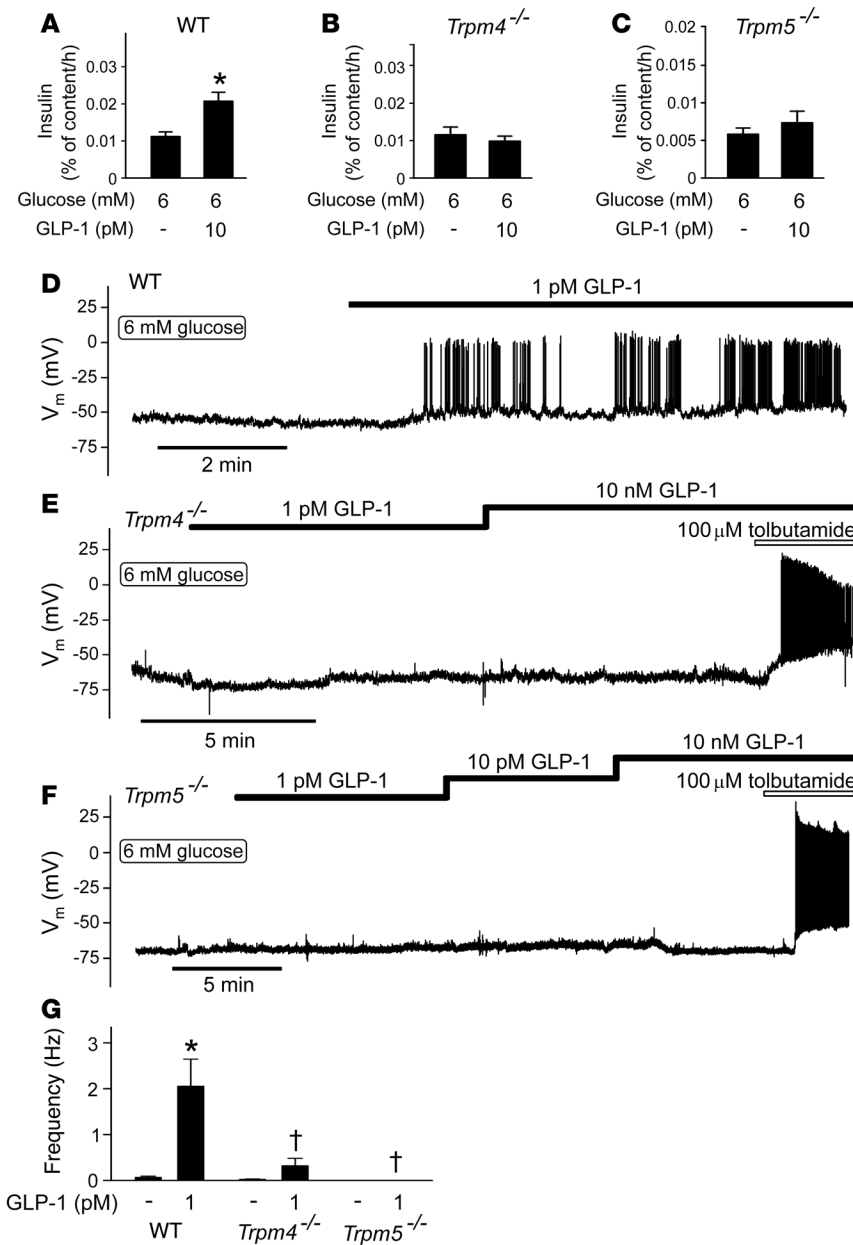 A WT
Insulin
(% of content/h)
0.03
0.02
0.01
0
*
Glucose (mM) 6 6
GLP-1 (pM) - 10
B Trpm4-/-
Insulin
(% of content/h)
0.03
0.02
0.01
0
Glucose (mM) 6 6
GLP-1 (pM) - 10
C Trpm5-/-
Insulin
(% of content/h)
0.02
0.015
0.01
0.005
0
Glucose (mM) 6 6
GLP-1 (pM) - 10
D WT
1 pM GLP-1
6 mM glucose
Vm (mV)
25
0
-25
-50
-75
2 min
E Trpm4-/-
1 pM GLP-1
10 nM GLP-1
100 μM tolbutamide
6 mM glucose
Vm (mV)
25
0
-25
-50
-75
5 min
F Trpm5-/-
1 pM GLP-1
10 pM GLP-1
10 nM GLP-1
100 μM tolbutamide
6 mM glucose
Vm (mV)
25
0
-25
-50
-75
5 min
G
Frequency (Hz)
3
2
1
0
* † †
GLP-1 (pM) - 1 - 1 - 1
WT Trpm4-/- Trpm5-/-